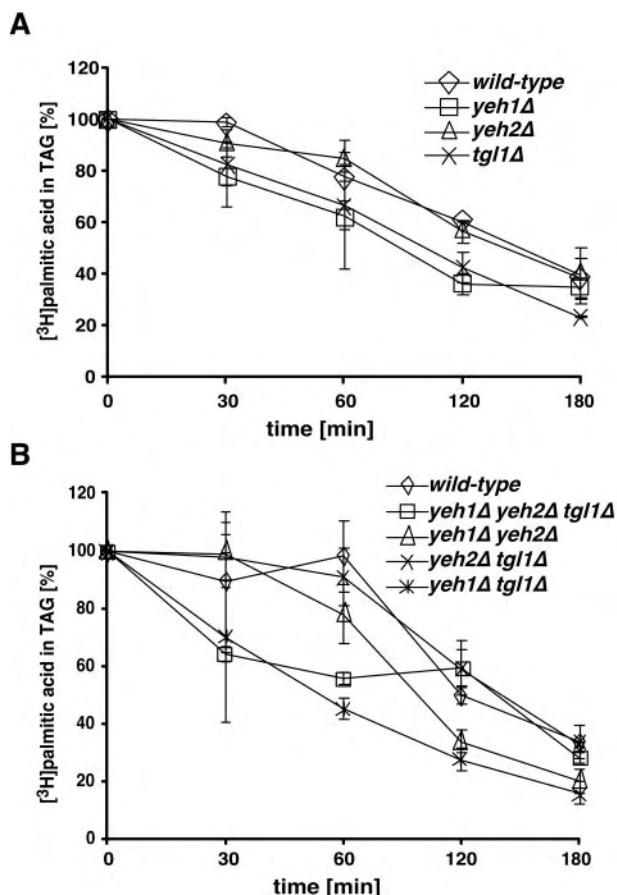 A
120
100
80
60
40
20
0
[³H]palmitic acid in TAG [%]
wild-type
yeh1Δ
yeh2Δ
tgl1Δ
0 30 60 120 180
time [min]
B
120
100
80
60
40
20
0
[³H]palmitic acid in TAG [%]
wild-type
yeh1Δ yeh2Δ tgl1Δ
yeh1Δ yeh2Δ
yeh2Δ tgl1Δ
yeh1Δ tgl1Δ
0 30 60 120 180
time [min]